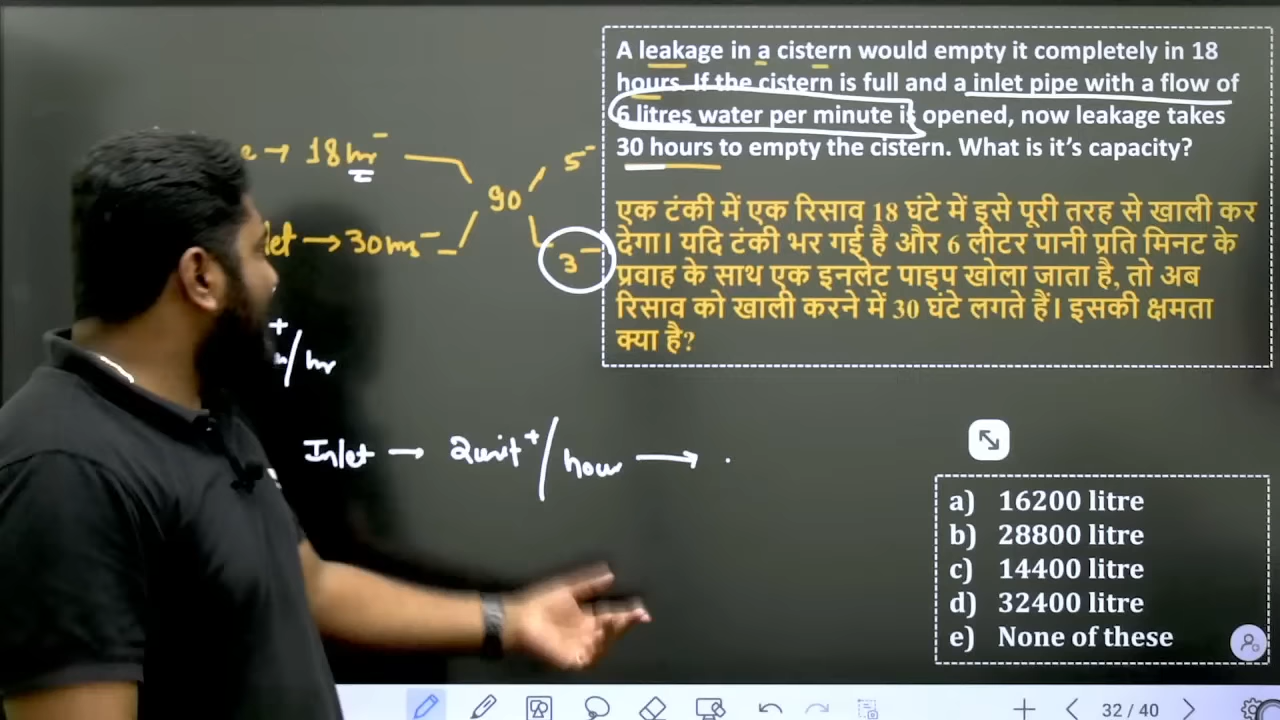 A leakage in a cistern would empty it completely in 18
hours. If the cistern is full and a inlet pipe with a flow of
6 litres water per minute is opened, now leakage takes
30 hours to empty the cistern. What is it's capacity?
एक टंकी में एक रिसाव 18 घंटे में इसे पूरी तरह से खाली कर
देगा। यदि टंकी भर गई है और 6 लीटर पानी प्रति मिनट के
प्रवाह के साथ एक इनलेट पाइप खोला जाता है, तो अब
रिसाव को खाली करने में 30 घंटे लगते हैं। इसकी क्षमता
क्या है?
e → 18 hr⁻
90
5⁻
let → 30hrs⁻
3⁻
+
/hr
Inlet → 2unit⁺/hour →
a) 16200 litre
b) 28800 litre
c) 14400 litre
d) 32400 litre
e) None of these
32 / 40